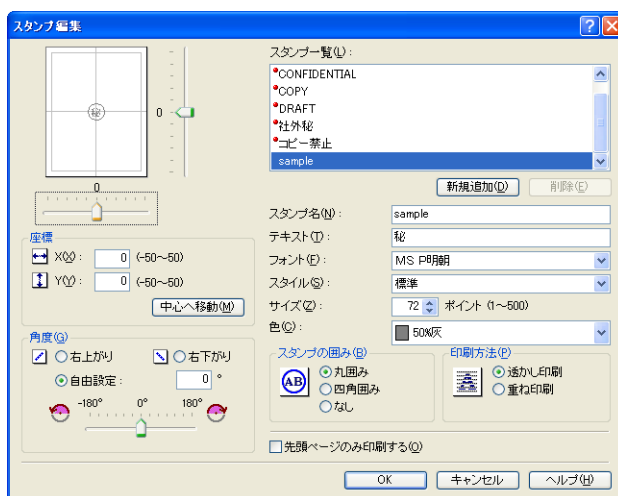 スタンプ編集
秘
0
0
座標
X(X): 0 (-50～50)
Y(Y): 0 (-50～50)
中心へ移動(M)
角度(G)
右上がり 右下がり
自由設定: 0 °
-180° 0° 180°
スタンプ一覧(L):
CONFIDENTIAL
COPY
DRAFT
社外秘
コピー禁止
sample
新規追加(D) 削除(E)
スタンプ名(N): sample
テキスト(T): 秘
フォント(F): MS P明朝
スタイル(S): 標準
サイズ(Z): 72 ポイント (1～500)
色(C): 50%灰
スタンプの囲み(B)
AB
丸囲み
四角囲み
なし
印刷方法(P)
透かし印刷
重ね印刷
先頭ページのみ印刷する(O)
OK キャンセル ヘルプ(H)